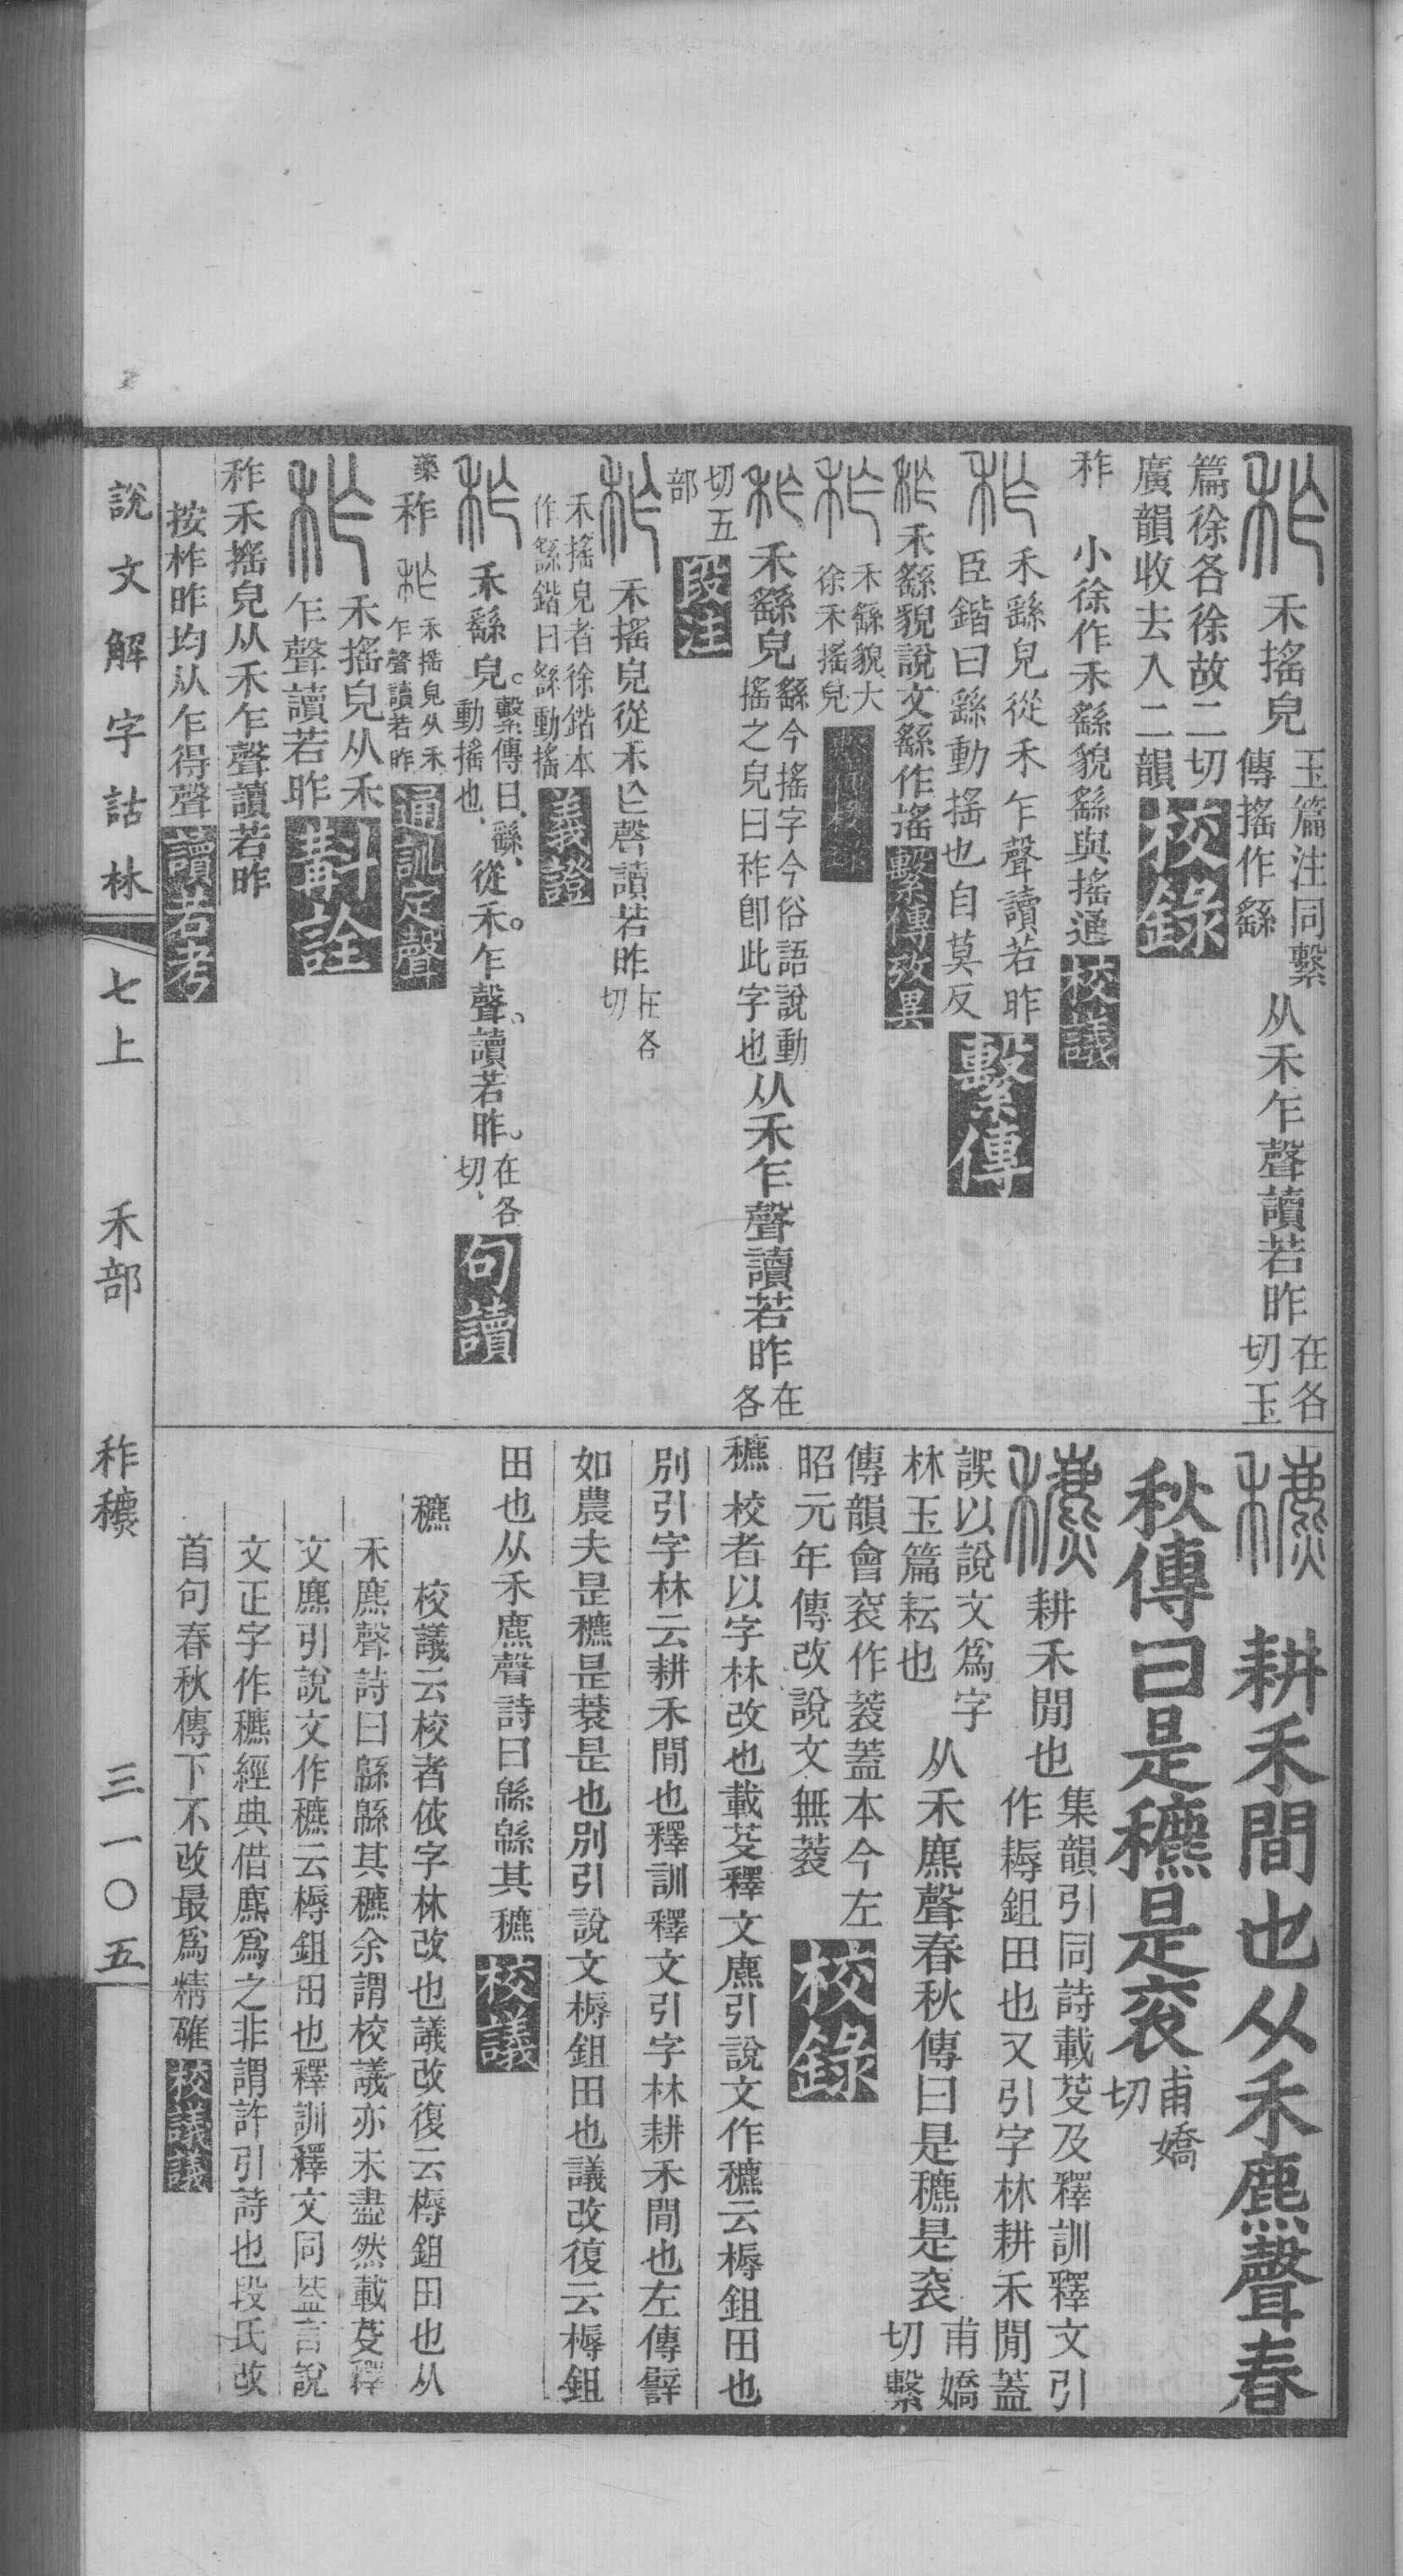 秨禾搖皃玉篇注同繫傳搖作䌛从禾乍聲讀若昨在各切玉
篇徐各徐故二切
廣韻收去入二韻校錄
秨 小徐作禾䌛貌䌛與搖通校議
秨禾䌛皃從禾乍聲讀若昨
臣鍇曰䌛動搖也自莫反繫傳
秨禾䌛貌說文䌛作搖繫傳攷異
秨禾䌛貌大徐禾搖皃
秨禾䌛皃䌛今搖字今俗語說動搖之皃曰秨卽此字也从禾乍聲讀若昨在各
切五部段注
秨禾搖皃從禾乍聲讀若昨在各切
禾搖皃者徐鍇本作䌛鍇曰䌛動搖義證
秨禾䌛皃繫傳曰䌛動搖也從禾乍聲讀若昨在各切句讀
藥秨秨禾搖皃从禾乍聲讀若昨通訓定聲
秨禾搖皃从禾
乍聲讀若昨斠詮
秨禾搖皃从禾乍聲讀若昨
按柞昨均从乍得聲讀若考
穮耕禾間也从禾麃聲春
秋傳曰是穮是衮甫嬌切
穮耕禾閒也集韻引同詩載芟及釋訓釋文引作耨鉏田也又引字林耕禾閒蓋
誤以說文爲字林玉篇耘也从禾麃聲春秋傳曰是穮是衮甫嬌切繫
傳韻會衮作蓘蓋本今左
昭元年傳改說文無蓘校錄
穮 校者以字林改也載芟釋文麃引說文作穮云槈鉏田也
別引字林云耕禾閒也釋訓釋文引字林耕禾閒也左傳譬
如農夫是穮是蓘是也別引說文槈鉏田也議改復云槈鉏
田也从禾麃聲詩曰緜緜其穮校議
穮 校議云校者依字林改也議改復云槈鉏田也从
禾麃聲詩曰緜緜其穮余謂校議亦未盡然載芟釋
文麃引說文作穮云槈鉏田也釋訓釋文同蓋言說
文正字作穮經典借麃爲之非謂許引詩也段氏改
首句春秋傳下不改最爲精確校議議
說文解字詁林 七上 禾部 秨穮 三一〇五